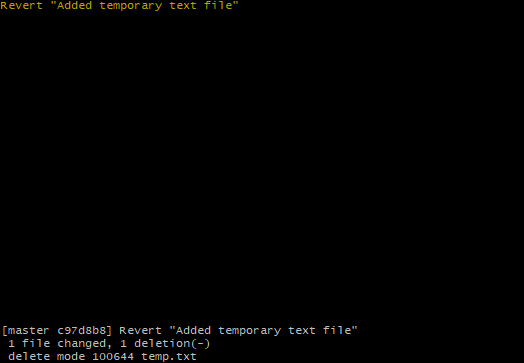 Revert "Added temporary text file"
[master c97d8b8] Revert "Added temporary text file"
 1 file changed, 1 deletion(-)
 delete mode 100644 temp.txt